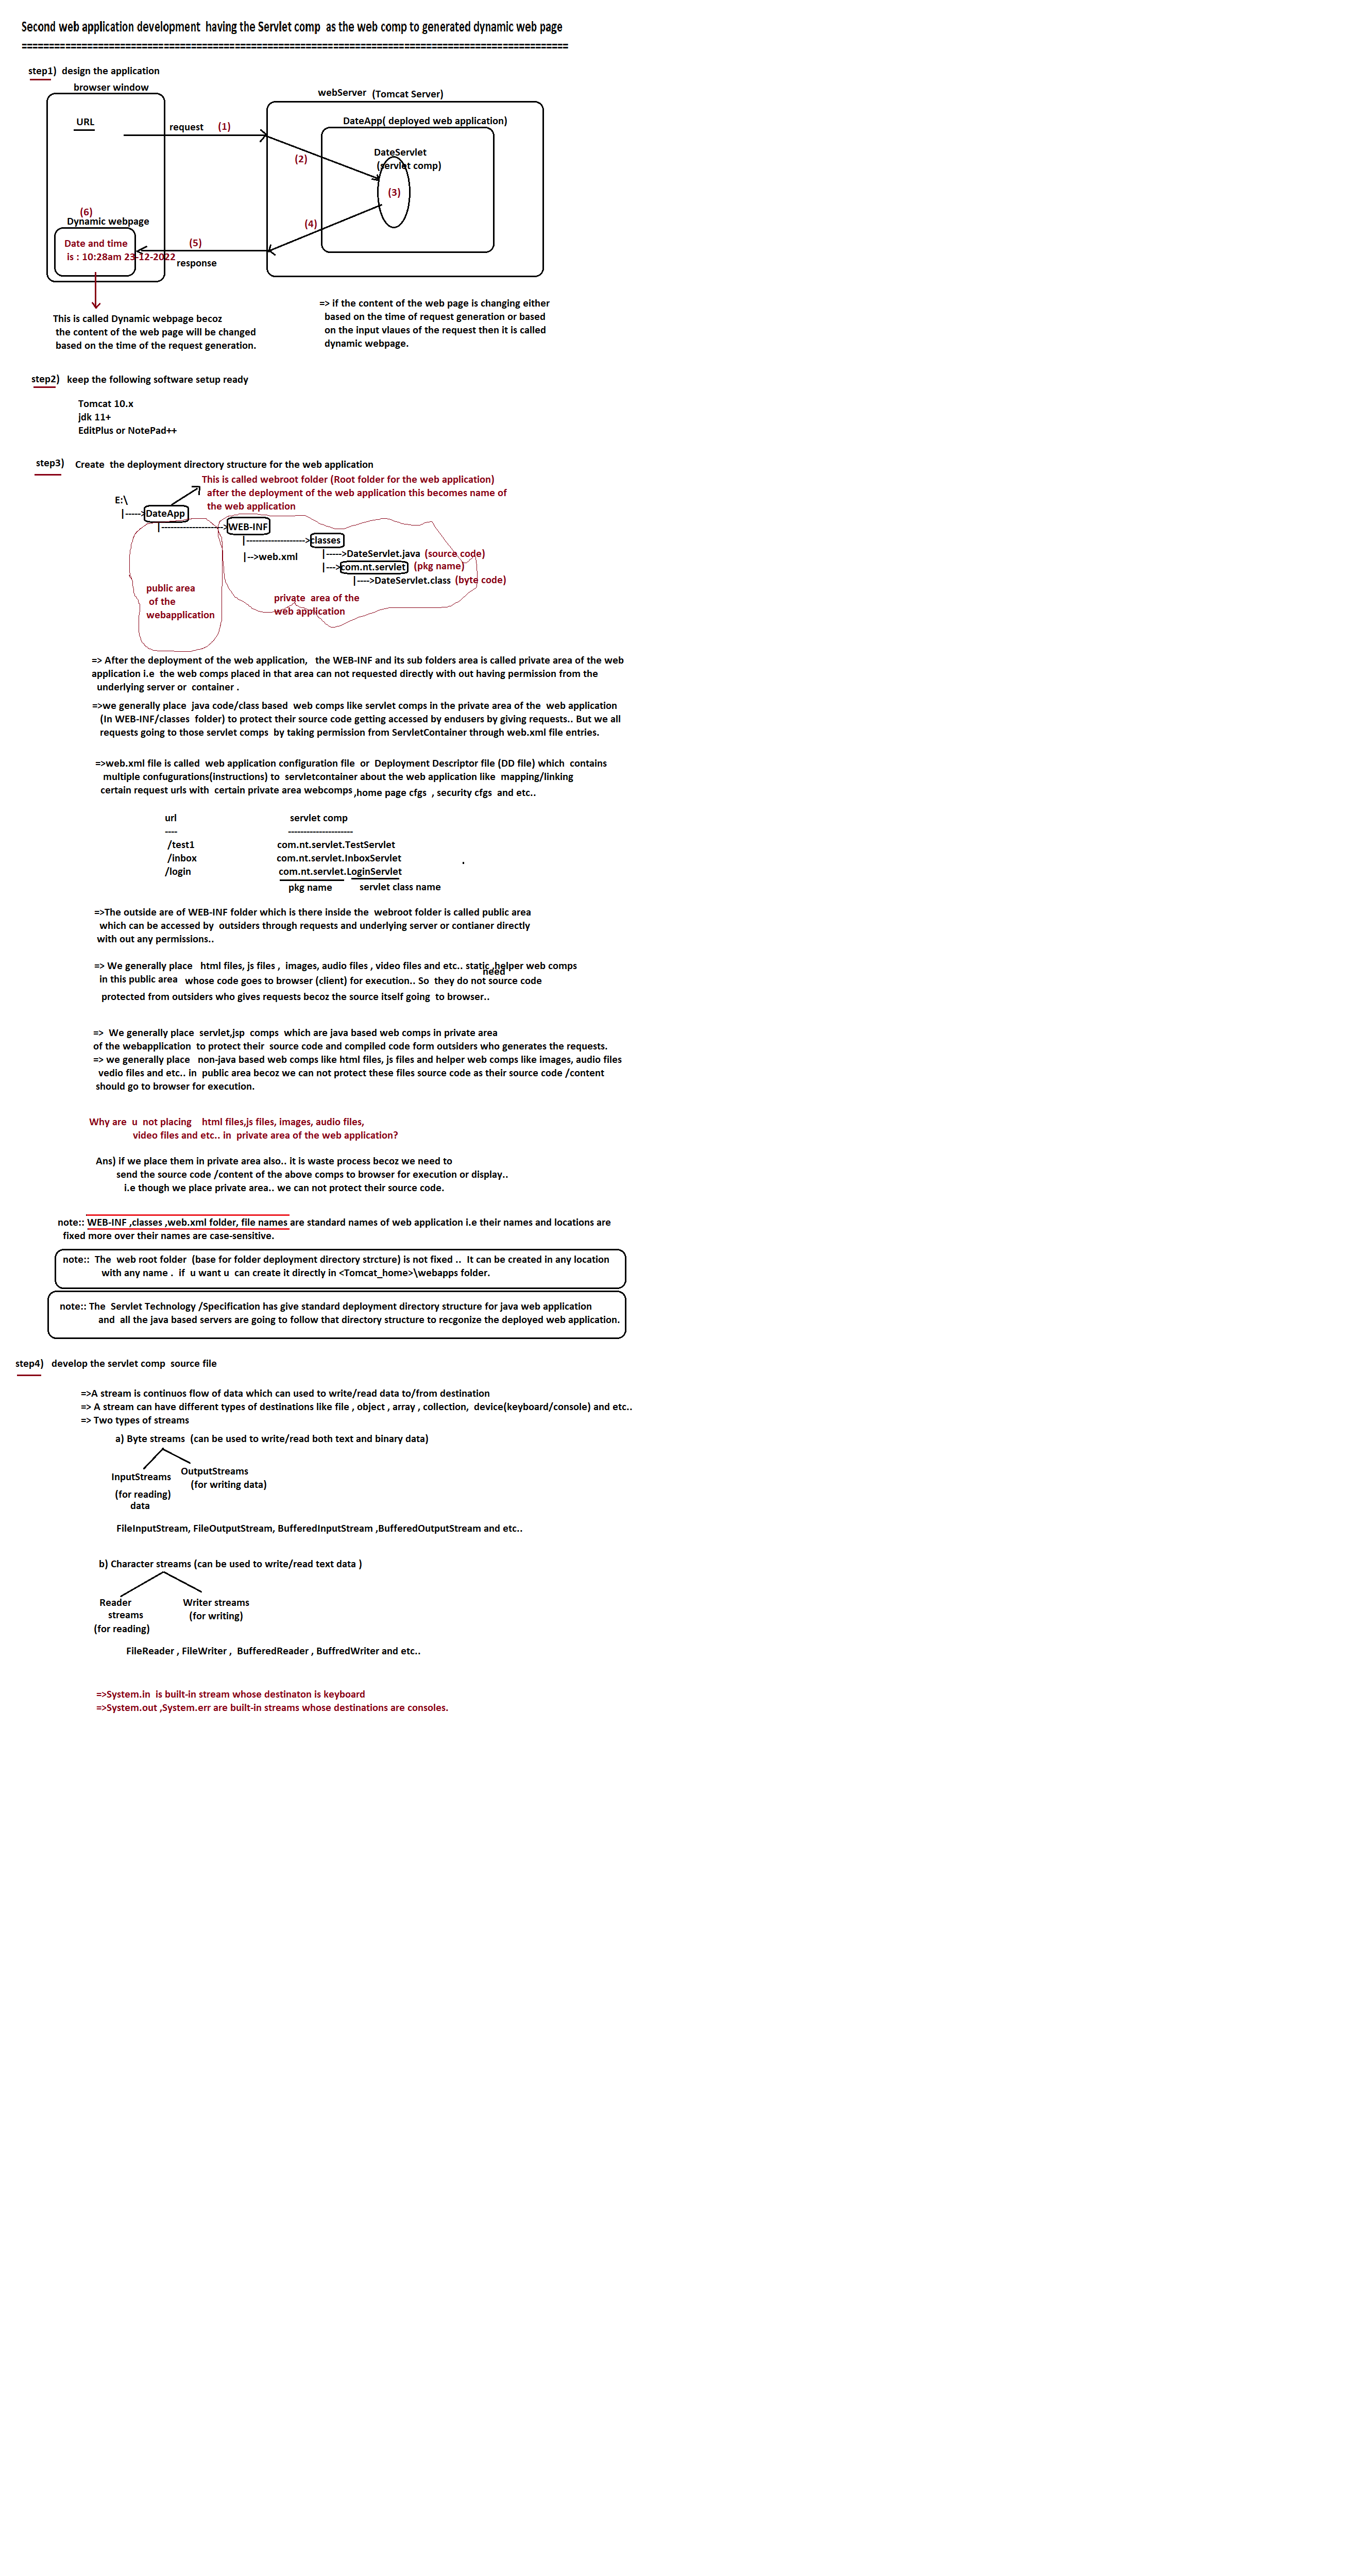 Second web application development  having the Servlet comp  as the web comp to generated dynamic web page
=====================================================================================================
step1)  design the application
browser window
webServer  (Tomcat Server)
DateApp( deployed web application)
URL
request
(1)
DateServlet
(servlet comp)
(2)
(3)
(6)
Dynamic webpage
(4)
Date and time
is : 10:28am 23-12-2022
(5)
response
=> if the content of the web page is changing either
based on the time of request generation or based
on the input vlaues of the request then it is called
dynamic webpage.
This is called Dynamic webpage becoz
the content of the web page will be changed
based on the time of the request generation.
step2)   keep the following software setup ready
Tomcat 10.x
jdk 11+
EditPlus or NotePad++
step3)    Create  the deployment directory structure for the web application
This is called webroot folder (Root folder for the web application)
after the deployment of the web application this becomes name of
the web application
E:\
|----->DateApp
|-------------------->WEB-INF
|------------------->classes
|-->web.xml
|----->DateServlet.java  (source code)
|--->com.nt.servlet   (pkg name)
|---->DateServlet.class  (byte code)
public area
of the
webapplication
private  area of the
web application
=> After the deployment of the web application,   the WEB-INF and its sub folders area is called private area of the web
application i.e  the web comps placed in that area can not requested directly with out having permission from the
underlying server or  container .
=>we generally place  java code/class based  web comps like servlet comps in the private area of the  web application
(In WEB-INF/classes  folder) to protect their source code getting accessed by endusers by giving requests.. But we all
requests going to those servlet comps  by taking permission from ServletContainer through web.xml file entries.
=>web.xml file is called  web application configuration file  or  Deployment Descriptor file (DD file) which  contains
multiple confugurations(instructions) to  servletcontainer about the web application like  mapping/linking
certain request urls with  certain private area webcomps ,home page cfgs  , security cfgs  and etc..
url
servlet comp
----
---------------------
/test1
com.nt.servlet.TestServlet
/inbox
com.nt.servlet.InboxServlet
.
/login
com.nt.servlet.LoginServlet
pkg name
servlet class name
=>The outside are of WEB-INF folder which is there inside the  webroot folder is called public area
which can be accessed by  outsiders through requests and underlying server or contianer directly
with out any permissions..
=> We generally place   html files, js files ,  images, audio files , video files and etc.. static ,helper web comps
need
in this public area   whose code goes to browser (client) for execution.. So  they do not source code
protected from outsiders who gives requests becoz the source itself going  to browser..
=>  We generally place  servlet,jsp  comps  which are java based web comps in private area
of the webapplication  to protect their  source code and compiled code form outsiders who generates the requests.
=> we generally place   non-java based web comps like html files, js files and helper web comps like images, audio files
vedio files and etc.. in  public area becoz we can not protect these files source code as their source code /content
should go to browser for execution.
Why are  u  not placing    html files,js files, images, audio files,
video files and etc.. in  private area of the web application?
Ans) if we place them in private area also.. it is waste process becoz we need to
send the source code /content of the above comps to browser for execution or display..
i.e though we place private area.. we can not protect their source code.
note:: WEB-INF ,classes ,web.xml folder, file names are standard names of web application i.e their names and locations are
fixed more over their names are case-sensitive.
note::  The  web root folder  (base for folder deployment directory strcture) is not fixed ..  It can be created in any location
with any name .  if  u want u  can create it directly in <Tomcat_home>\webapps folder.
note:: The  Servlet Technology /Specification has give standard deployment directory structure for java web application
and  all the java based servers are going to follow that directory structure to recgonize the deployed web application.
step4)   develop the servlet comp  source file
=>A stream is continuos flow of data which can used to write/read data to/from destination
=> A stream can have different types of destinations like file , object , array , collection,  device(keyboard/console) and etc..
=> Two types of streams
a) Byte streams  (can be used to write/read both text and binary data)
InputStreams
OutputStreams
(for writing data)
(for reading)
data
FileInputStream, FileOutputStream, BufferedInputStream ,BufferedOutputStream and etc..
b) Character streams (can be used to write/read text data )
Reader
streams
(for reading)
Writer streams
(for writing)
FileReader , FileWriter ,  BufferedReader , BuffredWriter and etc..
=>System.in  is built-in stream whose destinaton is keyboard
=>System.out ,System.err are built-in streams whose destinations are consoles.